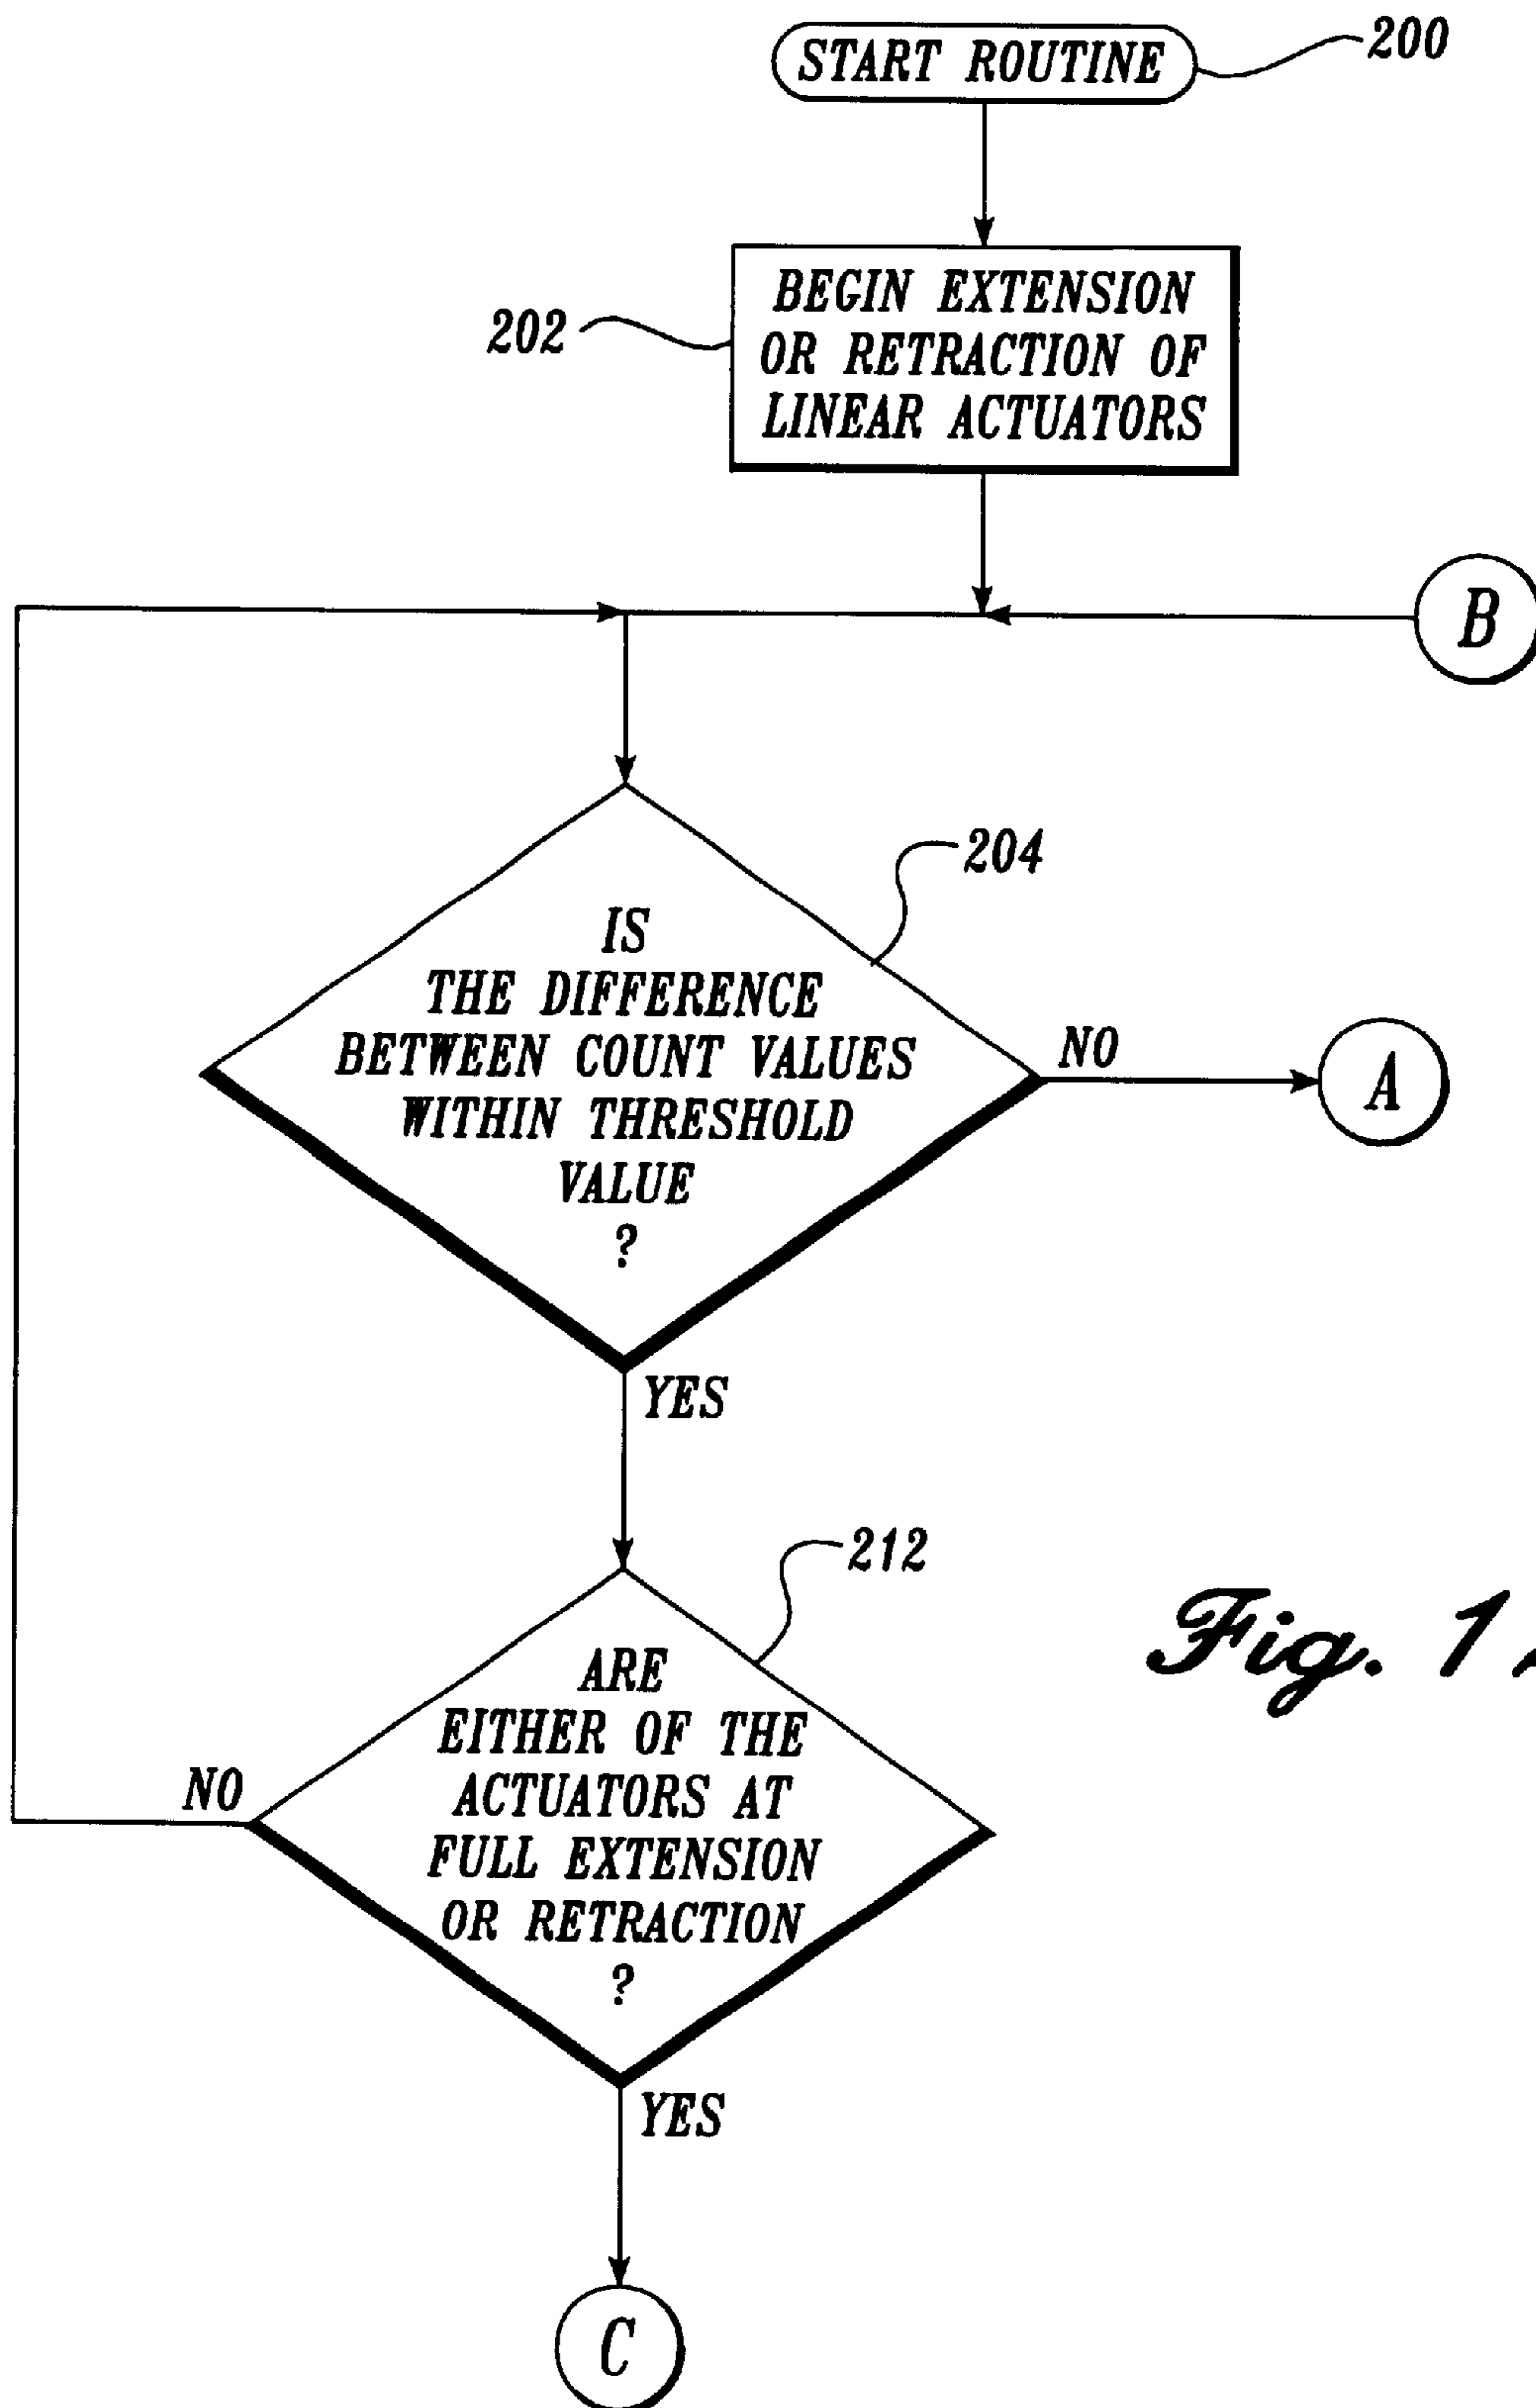 START ROUTINE
200
BEGIN EXTENSION
OR RETRACTION OF
LINEAR ACTUATORS
202
B
204
IS
THE DIFFERENCE
BETWEEN COUNT VALUES
WITHIN THRESHOLD
VALUE
?
NO
A
YES
212
ARE
EITHER OF THE
ACTUATORS AT
FULL EXTENSION
OR RETRACTION
?
NO
Fig.
YES
C